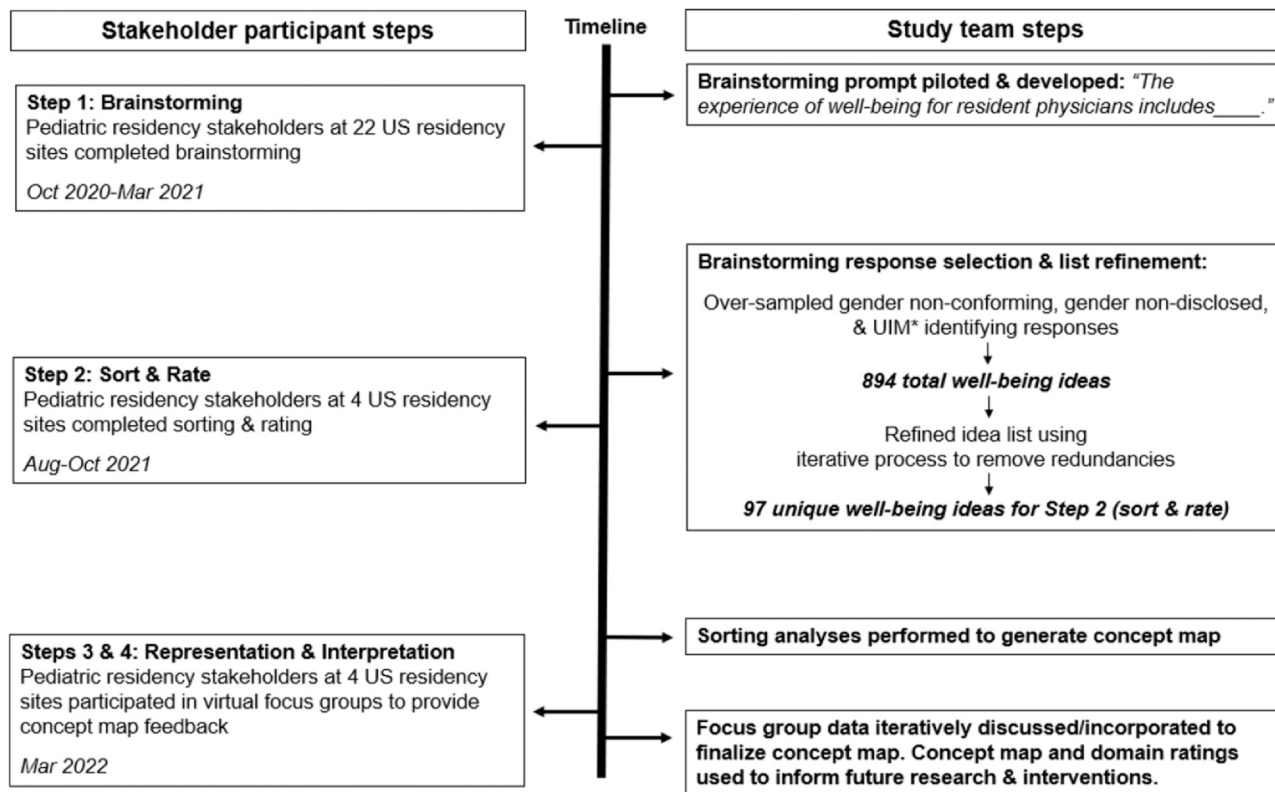 Stakeholder participant steps
Timeline
Study team steps
Brainstorming prompt piloted & developed: “The
experience of well-being for resident physicians includes____.”
Step 1: Brainstorming
Pediatric residency stakeholders at 22 US residency
sites completed brainstorming
Oct 2020-Mar 2021
Brainstorming response selection & list refinement:
Over-sampled gender non-conforming, gender non-disclosed,
& UIM* identifying responses
894 total well-being ideas
Refined idea list using
iterative process to remove redundancies
97 unique well-being ideas for Step 2 (sort & rate)
Step 2: Sort & Rate
Pediatric residency stakeholders at 4 US residency
sites completed sorting & rating
Aug-Oct 2021
Sorting analyses performed to generate concept map
Steps 3 & 4: Representation & Interpretation
Pediatric residency stakeholders at 4 US residency
sites participated in virtual focus groups to provide
concept map feedback
Mar 2022
Focus group data iteratively discussed/incorporated to
finalize concept map. Concept map and domain ratings
used to inform future research & interventions.